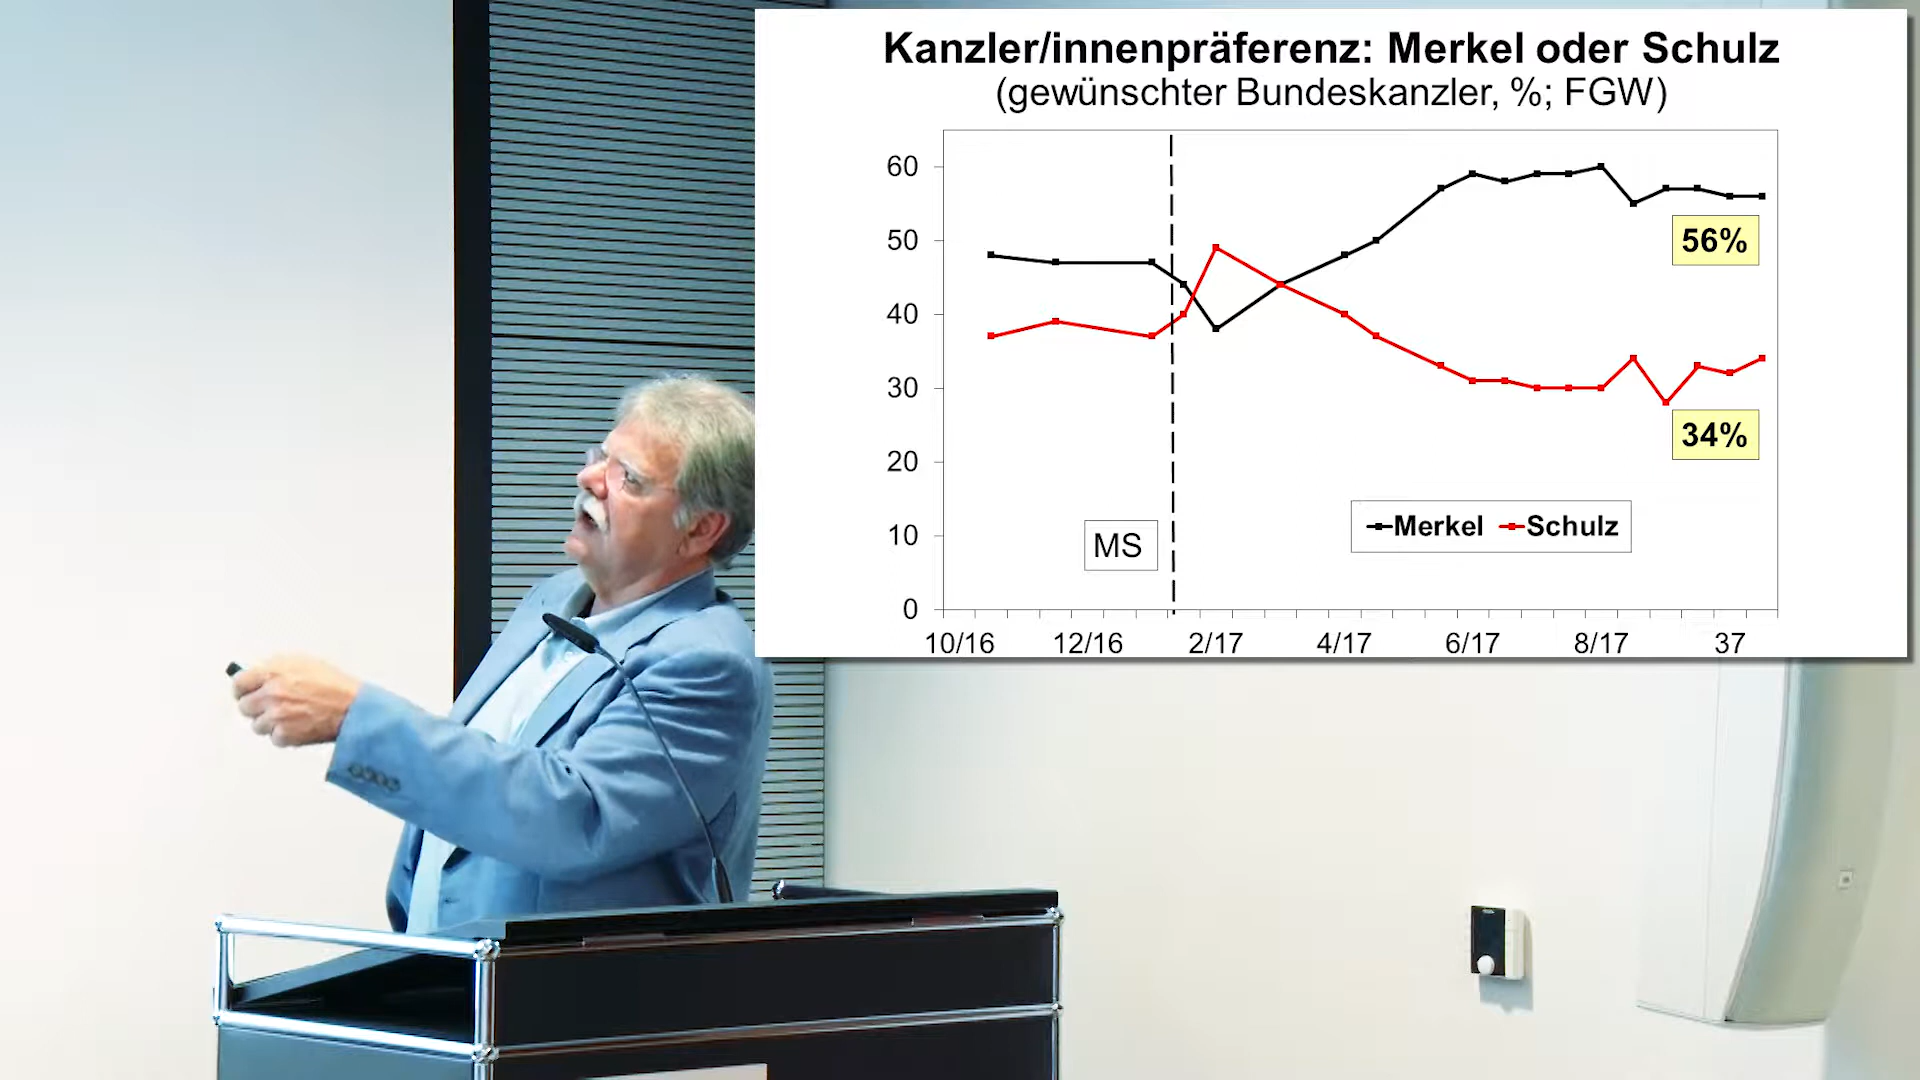 Kanzler/innenpräferenz: Merkel oder Schulz
(gewünschter Bundeskanzler, %; FGW)
60
50
56%
40
30
34%
20
Merkel Schulz
10
MS
0
10/16 12/16 2/17 4/17 6/17 8/17 37